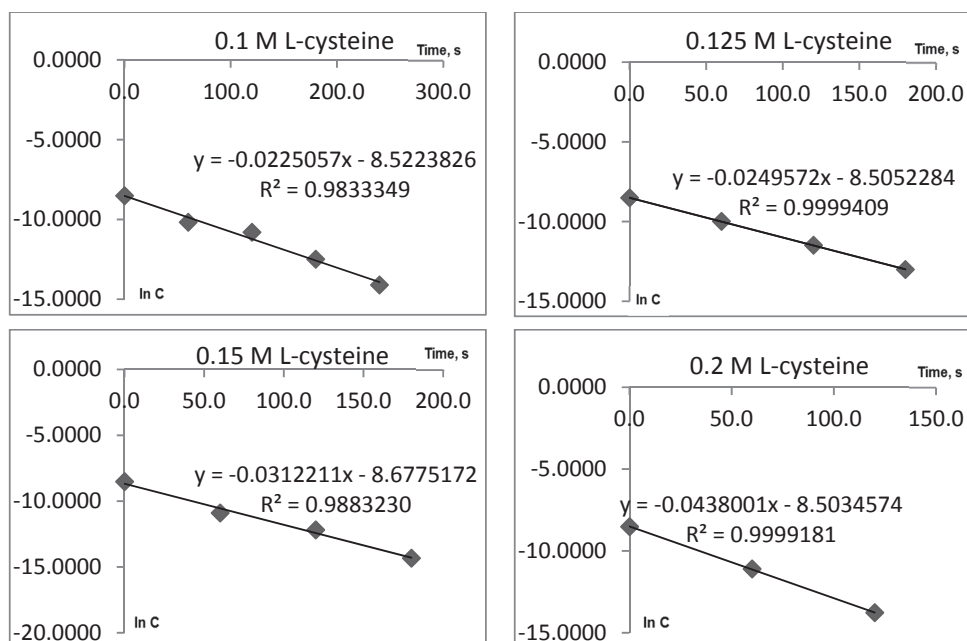 0.1 M L-cysteine
Time, s
0.0000
0.0 100.0 200.0 300.0
-5.0000
y = -0.0225057x - 8.5223826
R² = 0.9833349
-10.0000
-15.0000
ln C
0.125 M L-cysteine
Time, s
0.0000
0.0 50.0 100.0 150.0 200.0
-5.0000
y = -0.0249572x - 8.5052284
R² = 0.9999409
-10.0000
-15.0000
ln C
0.15 M L-cysteine
Time, s
0.0000
0.0 50.0 100.0 150.0 200.0
-5.0000
y = -0.0312211x - 8.6775172
R² = 0.9883230
-10.0000
-15.0000
-20.0000
ln C
0.2 M L-cysteine
Time, s
0.0000
0.0 50.0 100.0 150.0
-5.0000
y = -0.0438001x - 8.5034574
R² = 0.9999181
-10.0000
-15.0000
ln C